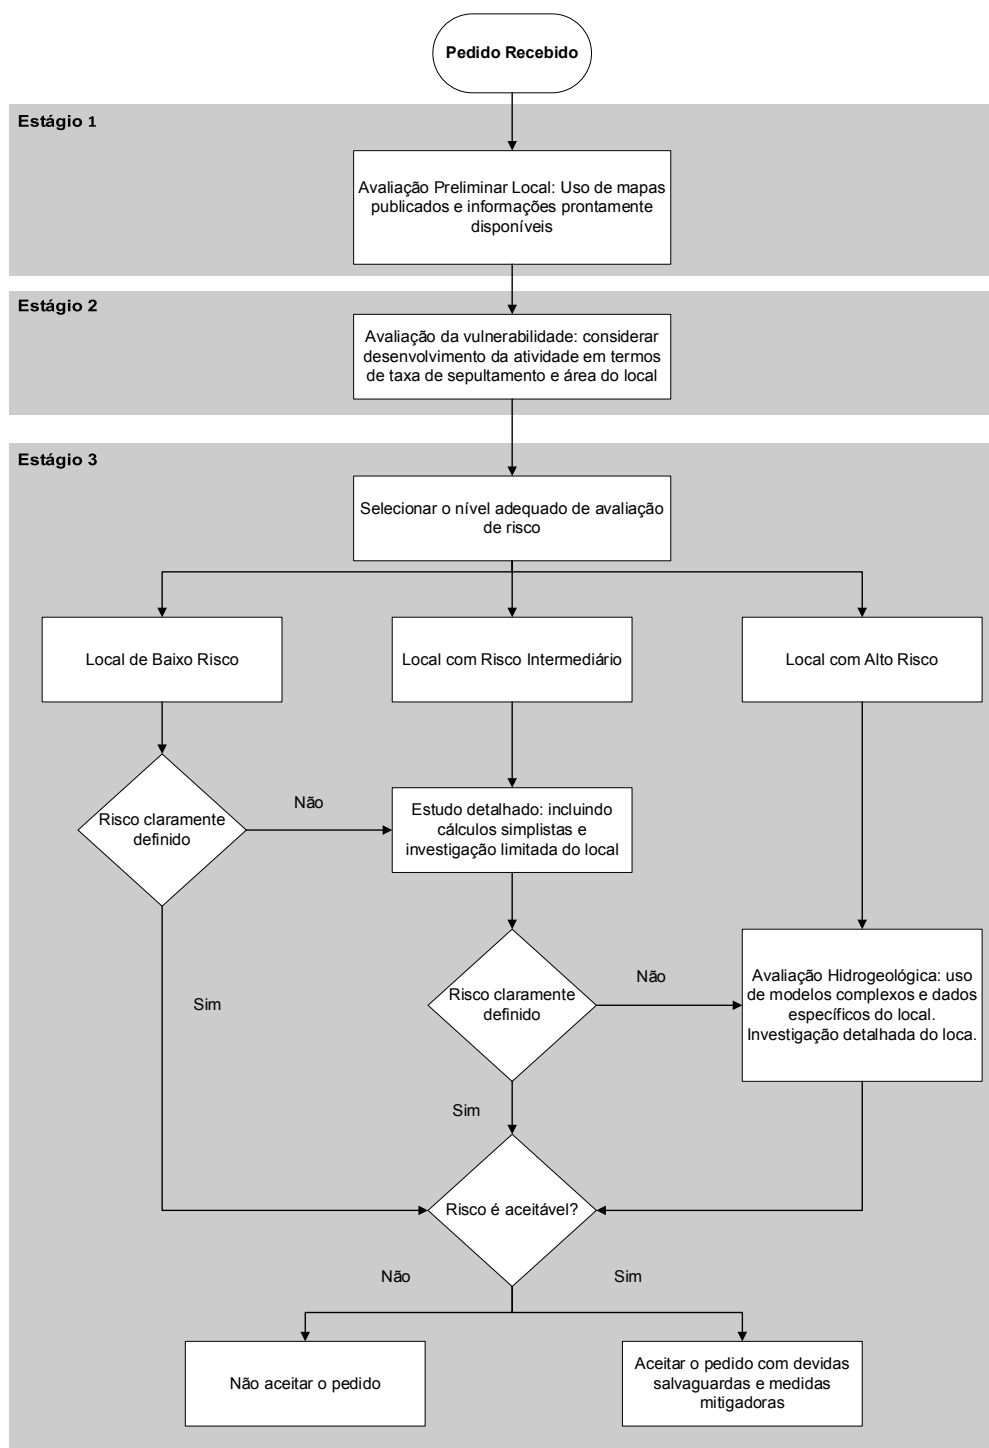 Pedido Recebido
Estágio 1
Avaliação Preliminar Local: Uso de mapas
publicados e informações prontamente
disponíveis
Estágio 2
Avaliação da vulnerabilidade: considerar
desenvolvimento da atividade em termos
de taxa de sepultamento e área do local
Estágio 3
Selecionar o nível adequado de avaliação
de risco
Local de Baixo Risco
Local com Risco Intermediário
Local com Alto Risco
Risco claramente
definido
Não
Estudo detalhado: incluindo
cálculos simplistas e
investigação limitada do local
Sim
Risco claramente
definido
Não
Avaliação Hidrogeológica: uso
de modelos complexos e dados
específicos do local.
Investigação detalhada do loca.
Sim
Risco é aceitável?
Não
Sim
Não aceitar o pedido
Aceitar o pedido com devidas
salvaguardas e medidas
mitigadoras